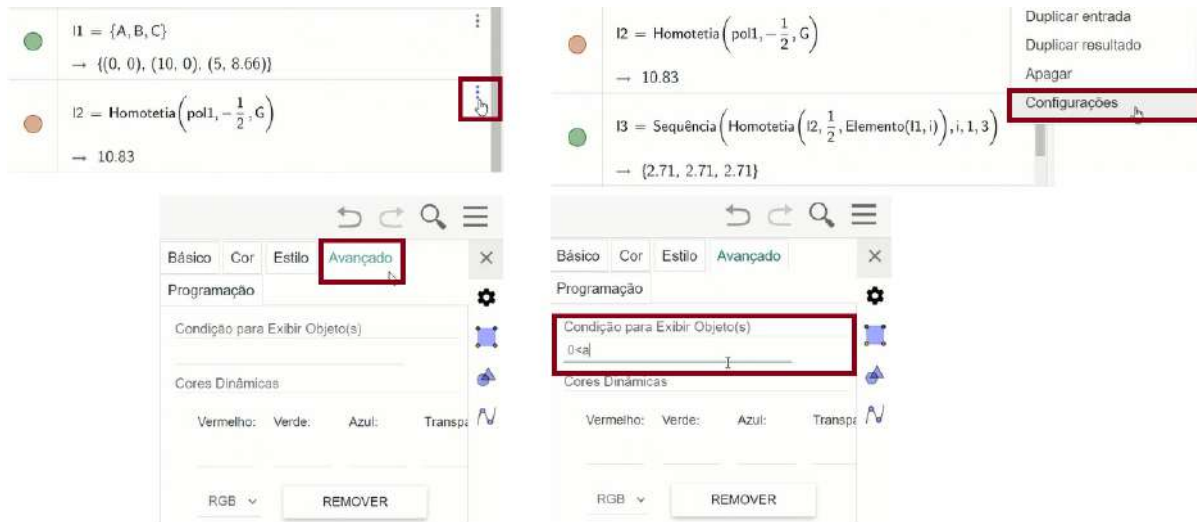 l1 = {A, B, C}
→ {(0, 0), (10, 0), (5, 8.66)}
l2 = Homotetia(pol1, −1/2, G)
→ 10.83
l2 = Homotetia(pol1, −1/2, G)
→ 10.83
l3 = Sequência(Homotetia(l2, 1/2, Elemento(l1, i)), i, 1, 3)
→ {2.71, 2.71, 2.71}
Duplicar entrada
Duplicar resultado
Apagar
Configurações
Básico Cor Estilo Avançado
Programação
Condição para Exibir Objeto(s)
Cores Dinâmicas
Vermelho: Verde: Azul: Transpa
RGB REMOVER
Básico Cor Estilo Avançado
Programação
Condição para Exibir Objeto(s)
0<a
Cores Dinâmicas
Vermelho: Verde: Azul: Transpa
RGB REMOVER